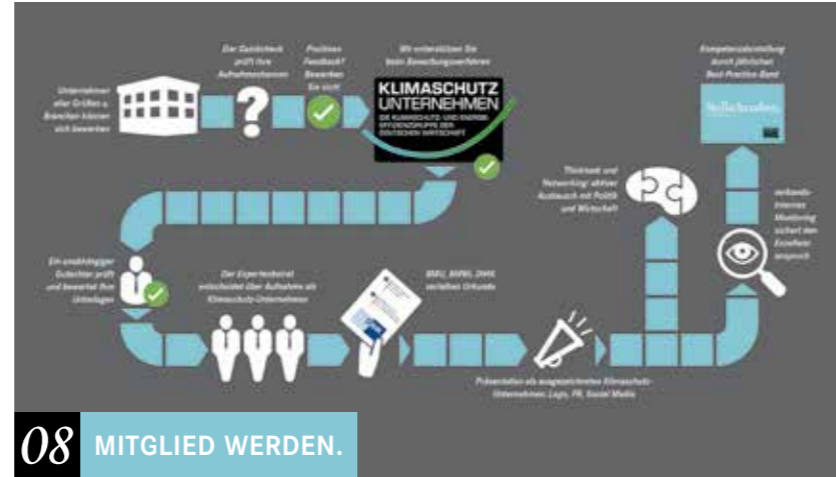 Unternehmen
aller Größen u.
Branchen können
sich bewerben
Der Quickcheck
prüft Ihre
Aufnahmechancen
Positives
Feedback?
Bewerben
Sie sich!
Wir unterstützen Sie
beim Bewerbungsverfahren
KLIMASCHUTZ
UNTERNEHMEN
DIE KLIMASCHUTZ- UND ENERGIE-
EFFIZIENZGRUPPE DER
DEUTSCHEN WIRTSCHAFT
Ein unabhängiger
Gutachter prüft
und bewertet Ihre
Unterlagen
Der Expertenbeirat
entscheidet über Aufnahme als
Klimaschutz-Unternehmen
BMU, BMWi, DIHK
verleihen Urkunde
Präsentation als ausgezeichnetes Klimaschutz-
Unternehmen: Logo, PR, Social Media
Thinktank und
Networking: aktiver
Austausch mit Politik
und Wirtschaft
verbands-
internes
Monitoring
sichert den
Exzellenz-
anspruch
Kompetenzdarstellung
durch jährlichen
Best-Practice-Band
08 MITGLIED WERDEN.